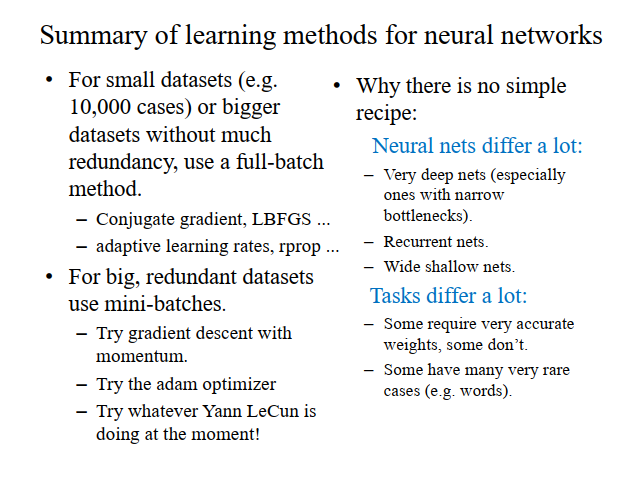 Summary of learning methods for neural networks
• For small datasets (e.g.
10,000 cases) or bigger
datasets without much
redundancy, use a full-batch
method.
– Conjugate gradient, LBFGS ...
– adaptive learning rates, rprop ...
• For big, redundant datasets
use mini-batches.
– Try gradient descent with
momentum.
– Try the adam optimizer
– Try whatever Yann LeCun is
doing at the moment!
• Why there is no simple
recipe:
Neural nets differ a lot:
– Very deep nets (especially
ones with narrow
bottlenecks).
– Recurrent nets.
– Wide shallow nets.
Tasks differ a lot:
– Some require very accurate
weights, some don’t.
– Some have many very rare
cases (e.g. words).